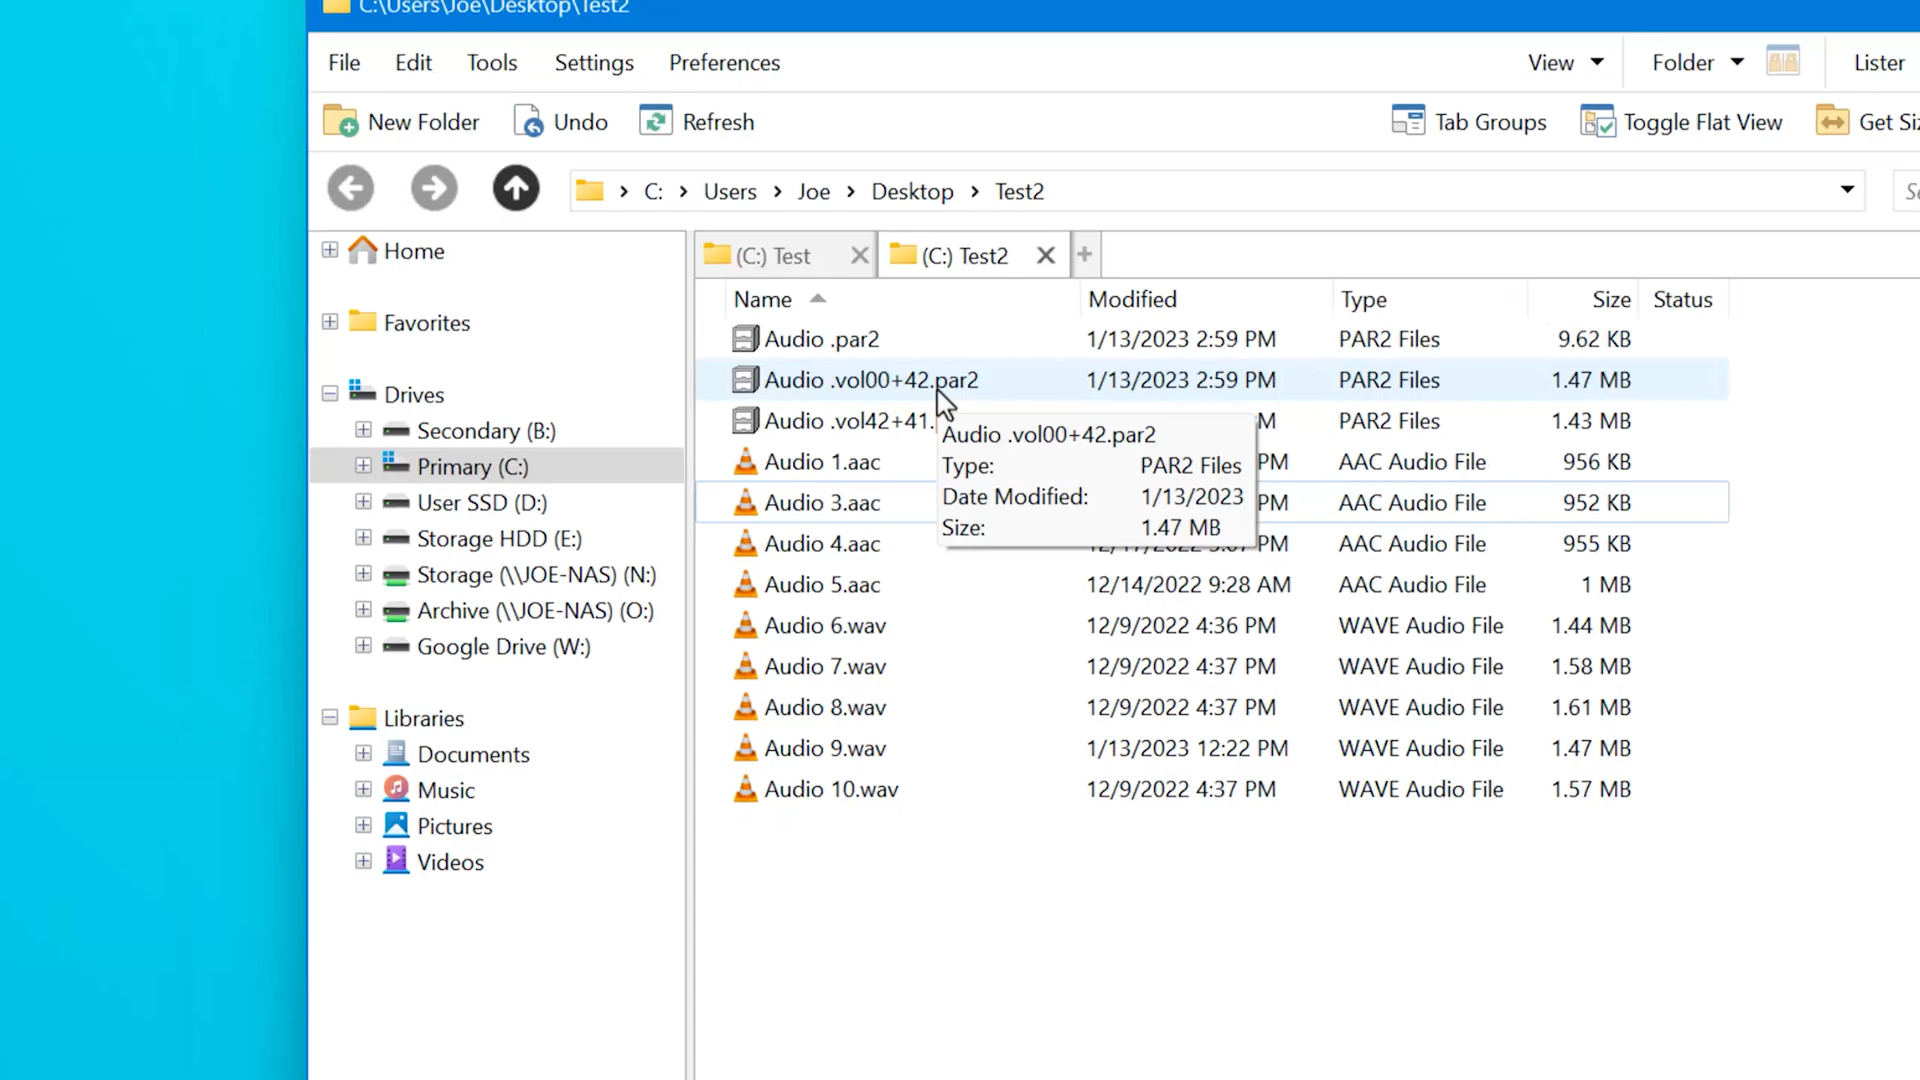 C:\Users\Joe\Desktop\Test2
File Edit Tools Settings Preferences View Folder Lister
New Folder Undo Refresh Tab Groups Toggle Flat View Get
C: Users Joe Desktop Test2
Home
Favorites
Drives
Secondary (B:)
Primary (C:)
User SSD (D:)
Storage HDD (E:)
Storage (\\JOE-NAS) (N:)
Archive (\\JOE-NAS) (O:)
Google Drive (W:)
Libraries
Documents
Music
Pictures
Videos
(C:) Test (C:) Test2
Name Modified Type Size Status
Audio .par2 1/13/2023 2:59 PM PAR2 Files 9.62 KB
Audio .vol00+42.par2 1/13/2023 2:59 PM PAR2 Files 1.47 MB
Audio .vol42+41. PAR2 Files 1.43 MB
Audio 1.aac PM AAC Audio File 956 KB
Audio 3.aac PM AAC Audio File 952 KB
Audio 4.aac PM AAC Audio File 955 KB
Audio 5.aac 12/14/2022 9:28 AM AAC Audio File 1 MB
Audio 6.wav 12/9/2022 4:36 PM WAVE Audio File 1.44 MB
Audio 7.wav 12/9/2022 4:37 PM WAVE Audio File 1.58 MB
Audio 8.wav 12/9/2022 4:37 PM WAVE Audio File 1.61 MB
Audio 9.wav 1/13/2023 12:22 PM WAVE Audio File 1.47 MB
Audio 10.wav 12/9/2022 4:37 PM WAVE Audio File 1.57 MB
Audio .vol00+42.par2
Type: PAR2 Files
Date Modified: 1/13/2023
Size: 1.47 MB